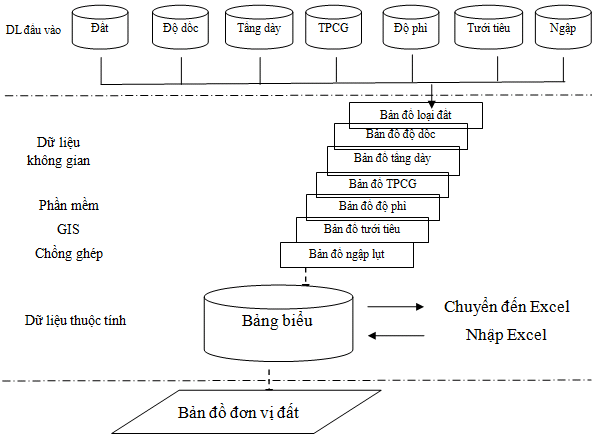 DL đầu vào
Đất
Độ dốc
Tầng dày
TPCG
Độ phì
Tưới tiêu
Ngập
Bản đồ loại đất
Bản đồ độ dốc
Bản đồ tầng dày
Bản đồ TPCG
Bản đồ độ phì
Bản đồ tưới tiêu
Bản đồ ngập lụt
Dữ liệu
không gian
Phần mềm
GIS
Chồng ghép
Dữ liệu thuộc tính
Bảng biểu
Chuyển đến Excel
Nhập Excel
Bản đồ đơn vị đất